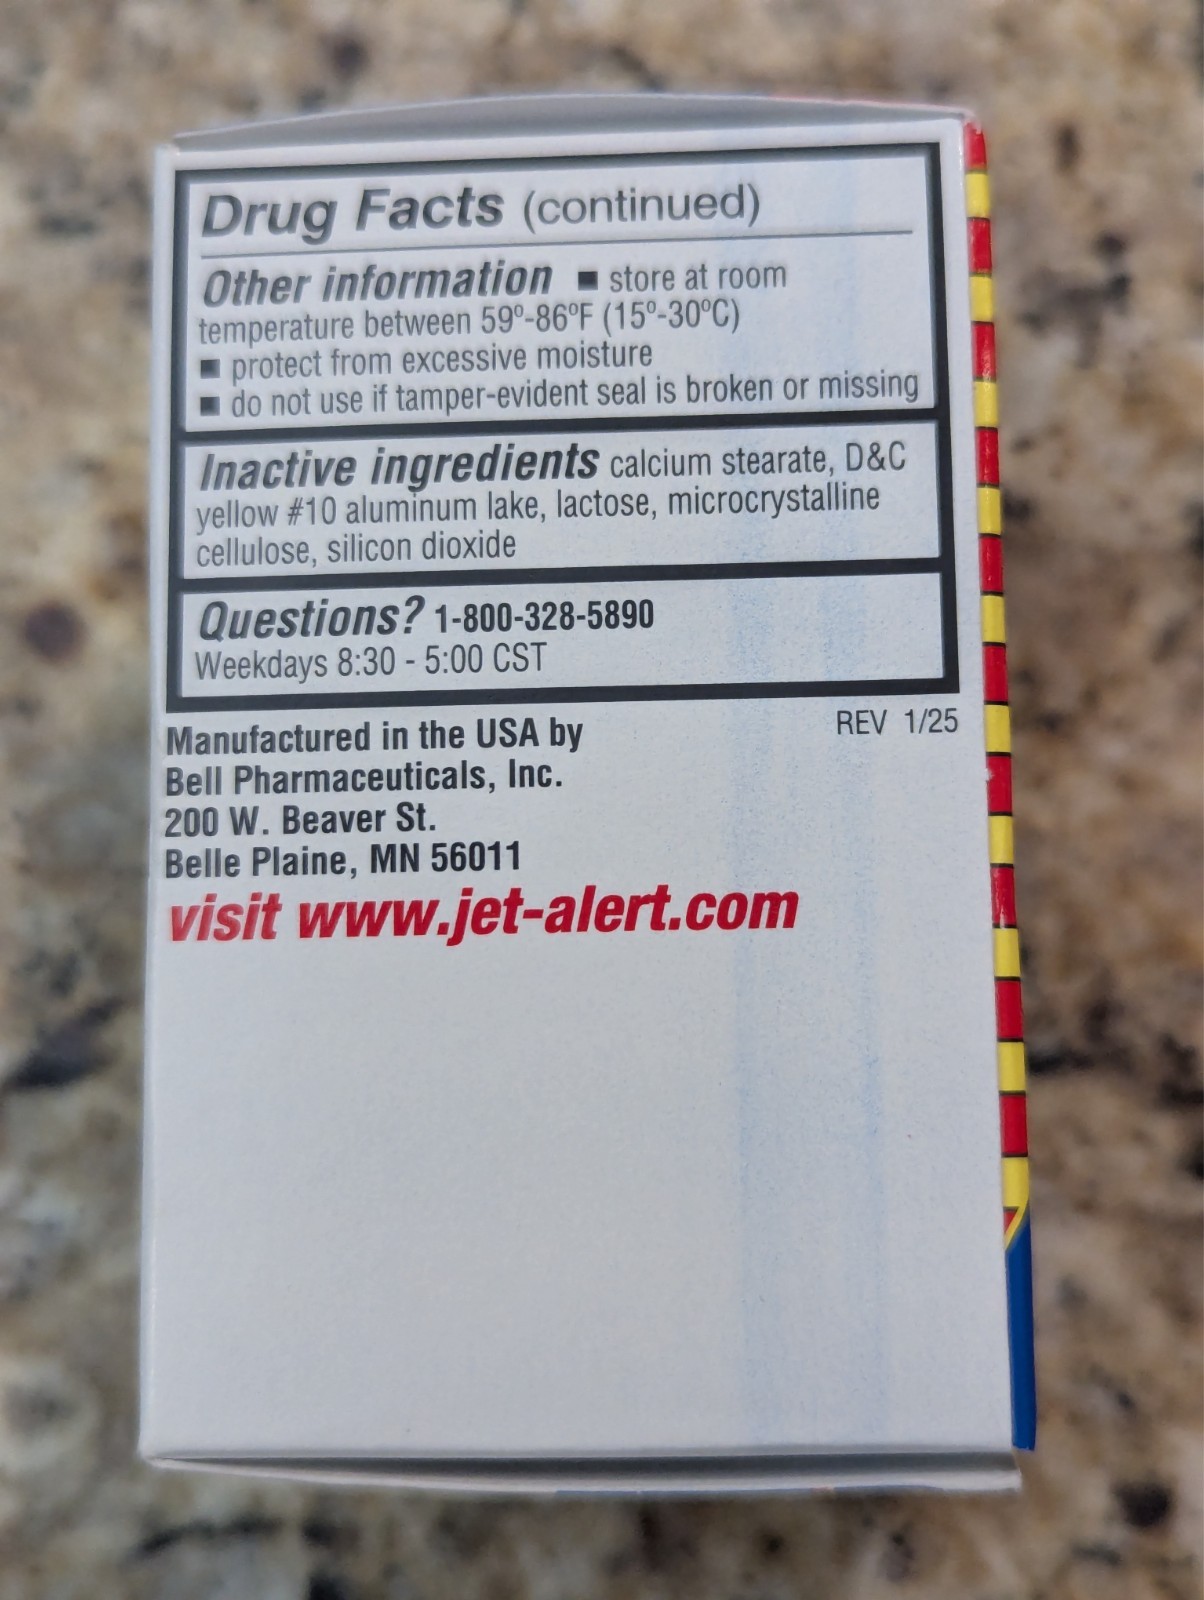 Drug Facts (continued)
Other information ■ store at room
temperature between 59º-86ºF (15º-30ºC)
■ protect from excessive moisture
■ do not use if tamper-evident seal is broken or missing
Inactive ingredients calcium stearate, D&C
yellow #10 aluminum lake, lactose, microcrystalline
cellulose, silicon dioxide
Questions? 1-800-328-5890
Weekdays 8:30 - 5:00 CST
REV 1/25
Manufactured in the USA by
Bell Pharmaceuticals, Inc.
200 W. Beaver St.
Belle Plaine, MN 56011
visit www.jet-alert.com